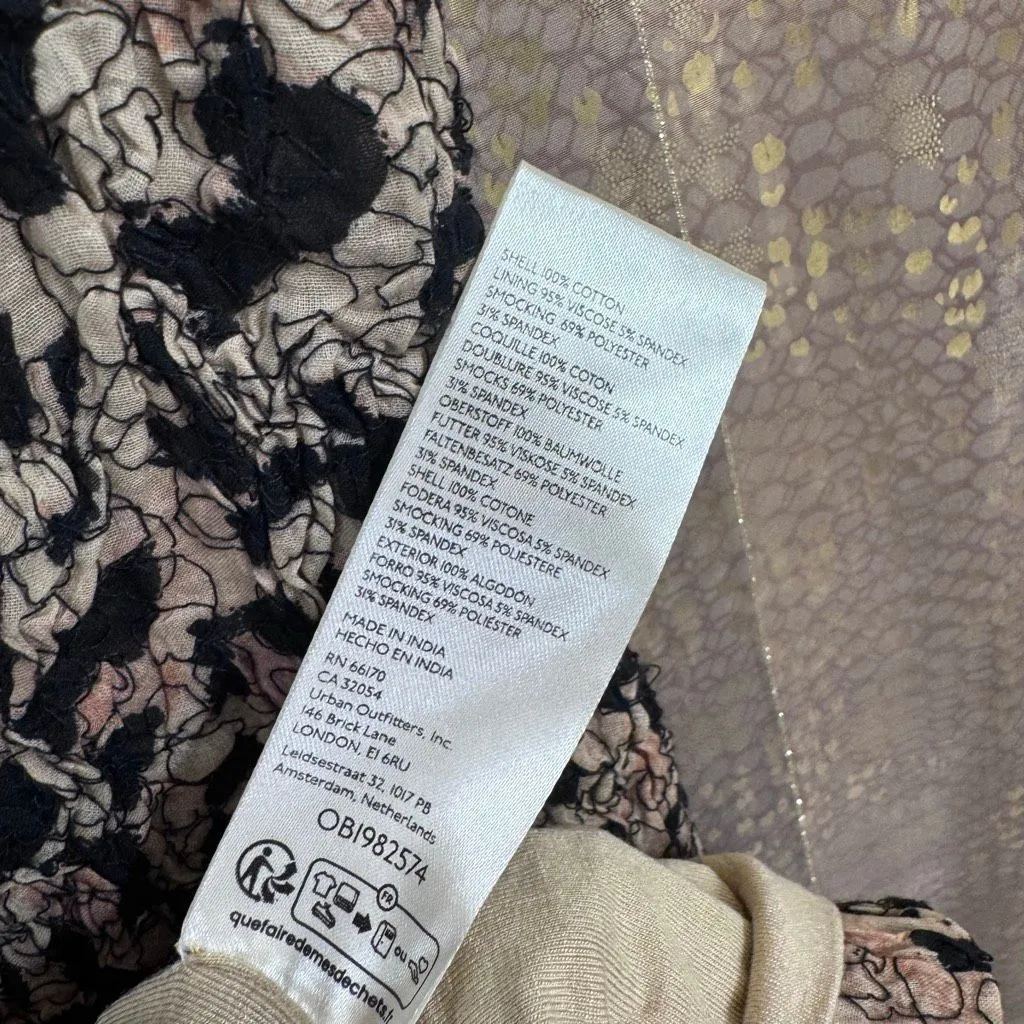 SHELL 100% COTTON
LINING 95% VISCOSE 5% SPANDEX
SMOCKING 69% POLYESTER
31% SPANDEX
COQUILLE 100% COTON
DOUBLURE 95% VISCOSE 5% SPANDEX
SMOCKS 69% POLYESTER
31% SPANDEX
OBERSTOFF 100% BAUMWOLLE
FUTTER 95% VISKOSE 5% SPANDEX
FALTENBESATZ 69% POLYESTER
31% SPANDEX
SHELL 100% COTONE
FODERA 95% VISCOSA 5% SPANDEX
SMOCKING 69% POLIESTERE
31% SPANDEX
EXTERIOR 100% ALGODON
FORRO 95% VISCOSA 5% SPANDEX
SMOCKING 69% POLIESTER
31% SPANDEX
MADE IN INDIA
HECHO EN INDIA
RN 66170
CA 32054
Urban Outfitters, Inc.
146 Brick Lane
LONDON, E1 6RU
Leidsestraat 32, 1017 PB
Amsterdam, Netherlands
OB1982574
FR
OU
quefairedemesdechets.fr